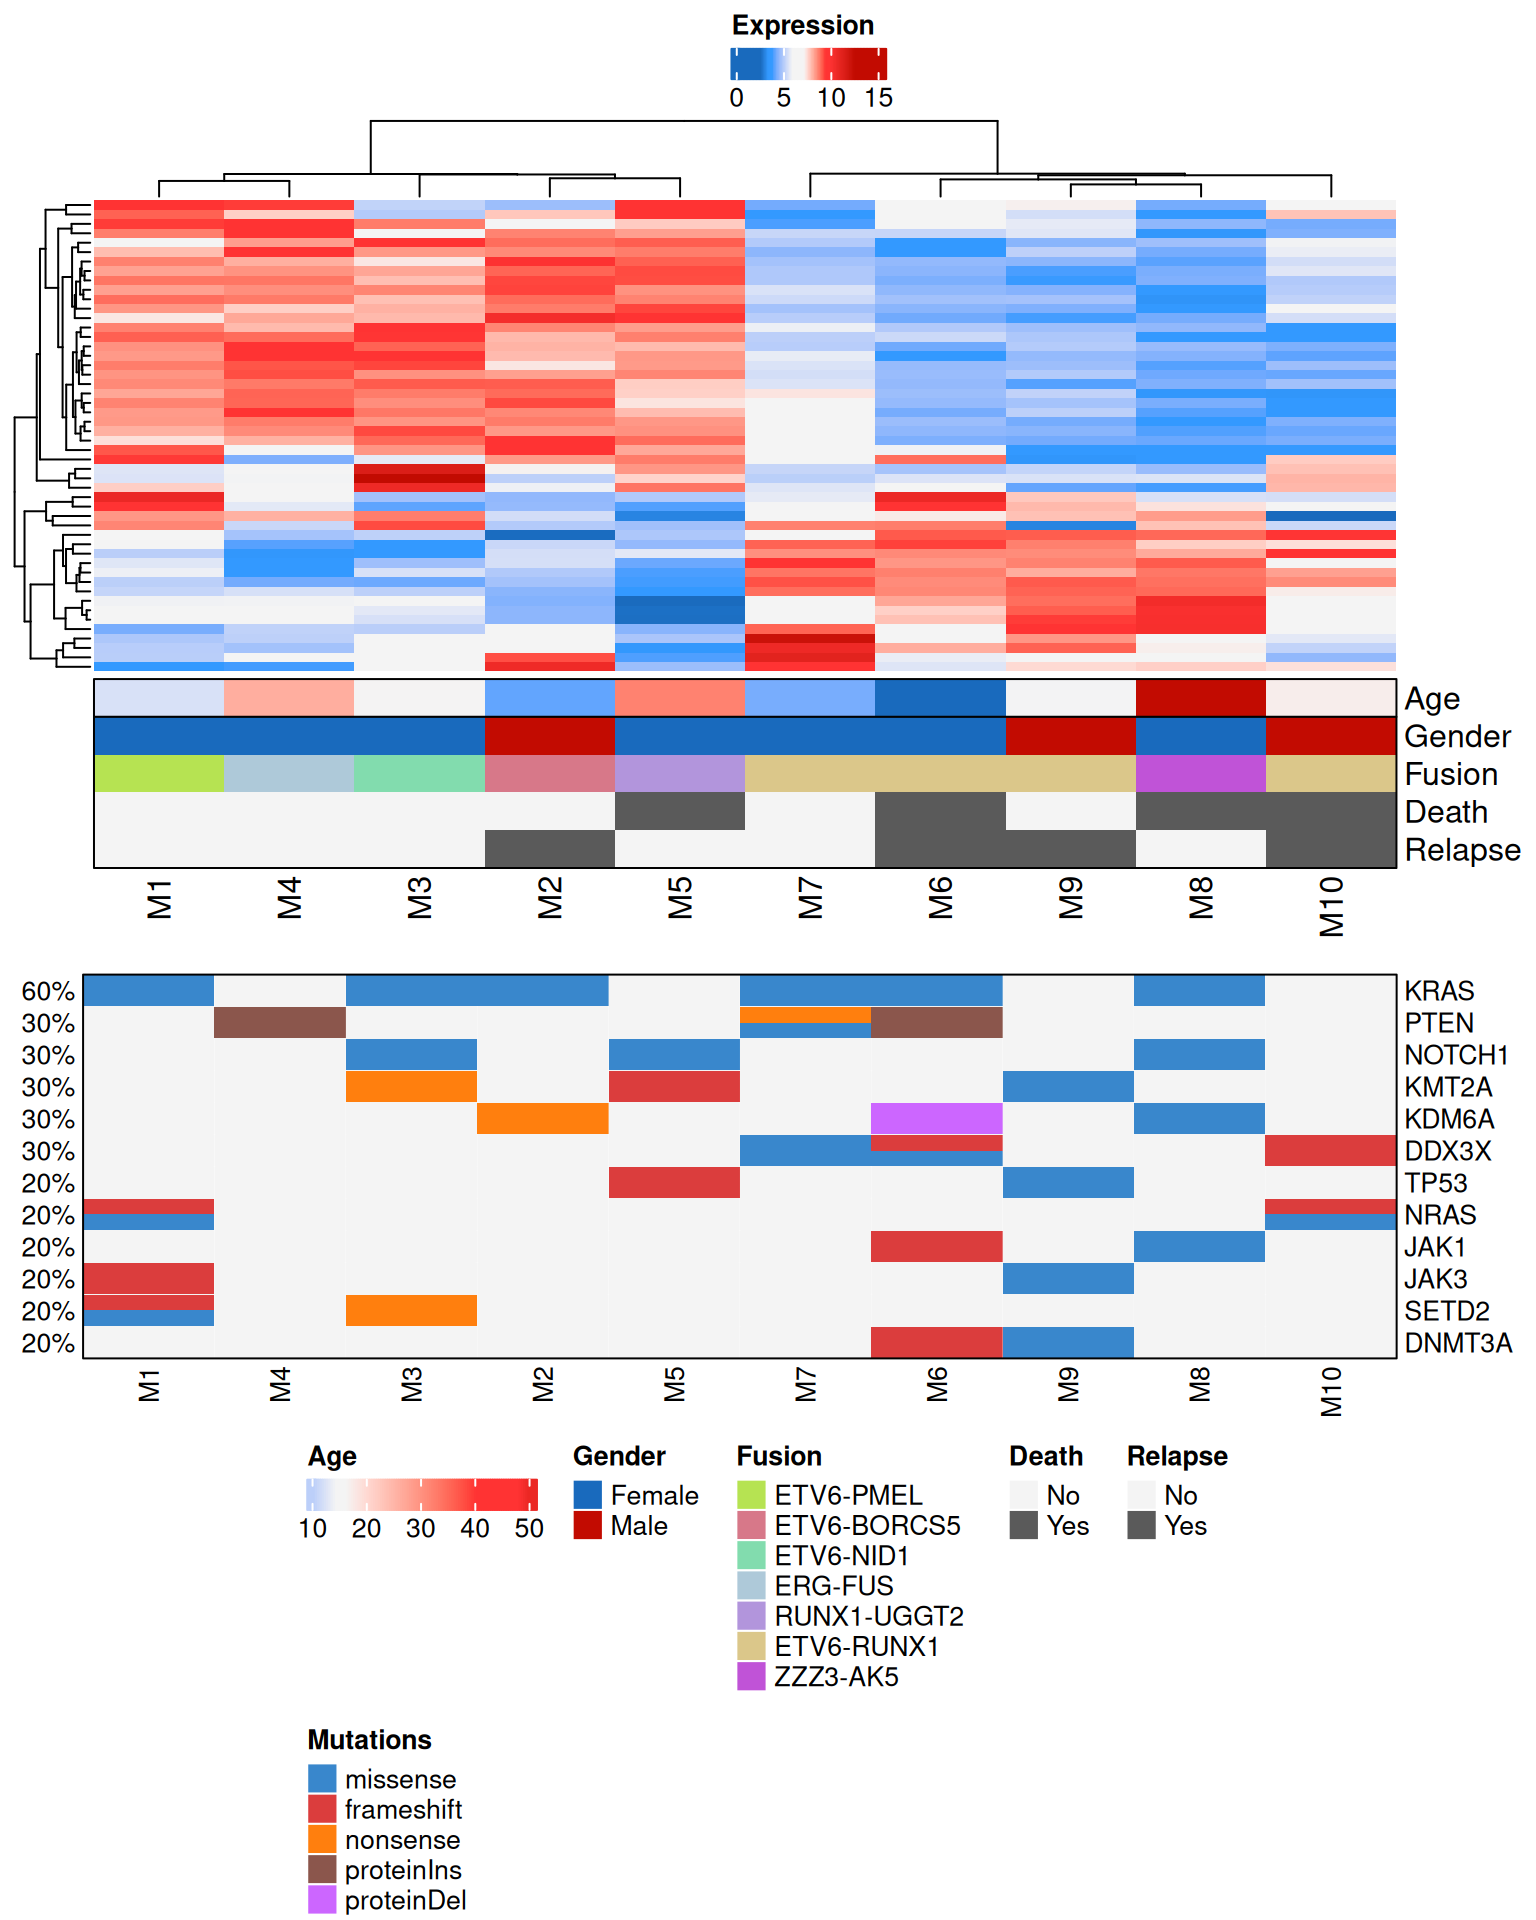 Expression
0 5 10 15
Age
Gender
Fusion
Death
Relapse
M1 M4 M3 M2 M5 M7 M6 M9 M8 M10
60% KRAS
30% PTEN
30% NOTCH1
30% KMT2A
30% KDM6A
30% DDX3X
20% TP53
20% NRAS
20% JAK1
20% JAK3
20% SETD2
20% DNMT3A
M1 M4 M3 M2 M5 M7 M6 M9 M8 M10
Age
10 20 30 40 50
Gender
Female
Male
Fusion
ETV6-PMEL
ETV6-BORCS5
ETV6-NID1
ERG-FUS
RUNX1-UGGT2
ETV6-RUNX1
ZZZ3-AK5
Death
No
Yes
Relapse
No
Yes
Mutations
missense
frameshift
nonsense
proteinIns
proteinDel